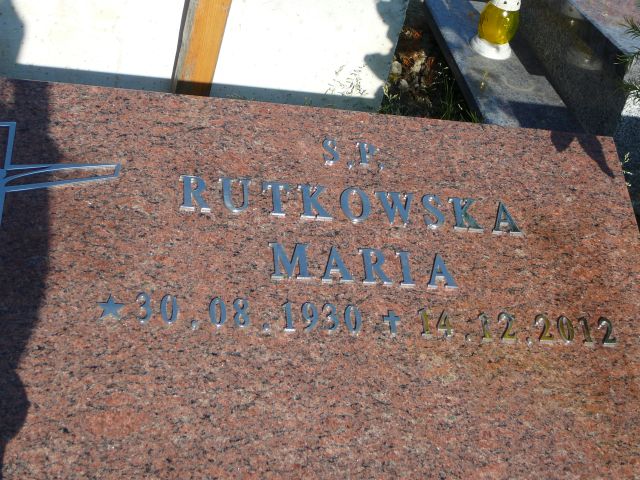 S.P.
RUTKOWSKA
MARIA
★ 30.08.1930 ✝ 14.12.2012